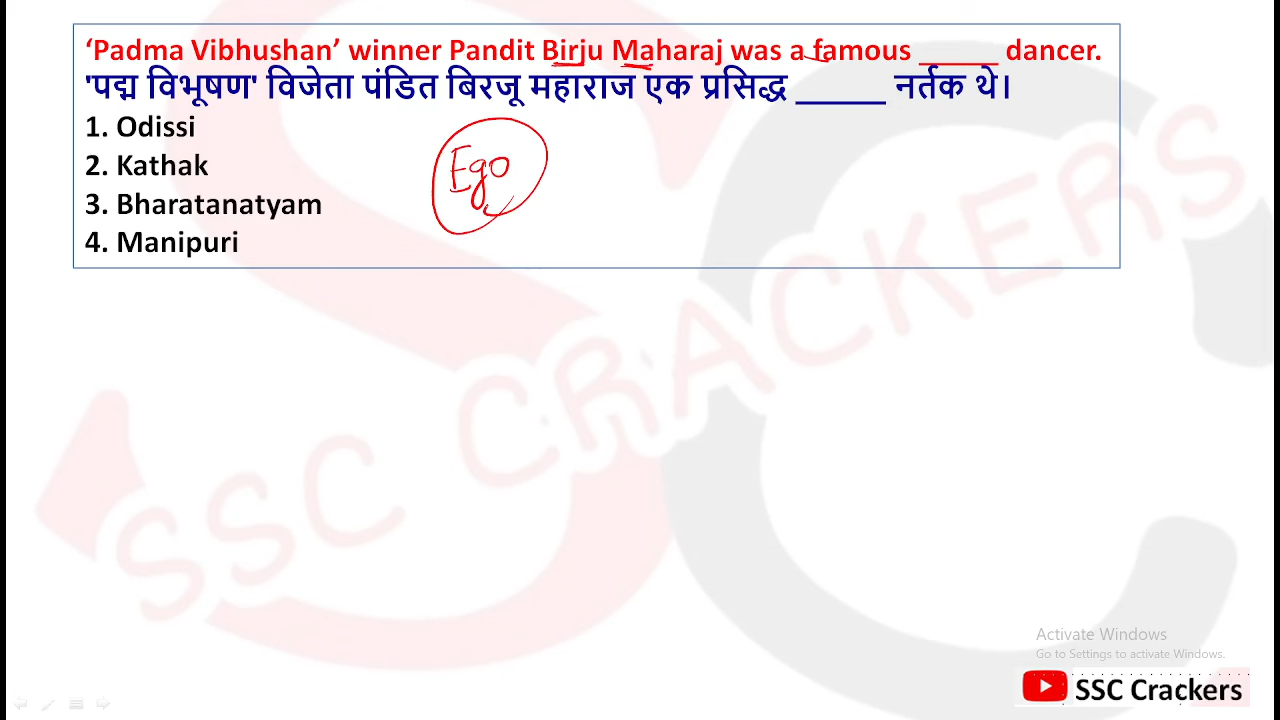 ‘Padma Vibhushan’ winner Pandit Birju Maharaj was a famous _____ dancer.
'पद्म विभूषण' विजेता पंडित बिरजू महाराज एक प्रसिद्ध _____ नर्तक थे।
1. Odissi
2. Kathak
3. Bharatanatyam
4. Manipuri
Ego
SSC CRACKERS
Activate Windows
Go to Settings to activate Windows.
SSC Crackers